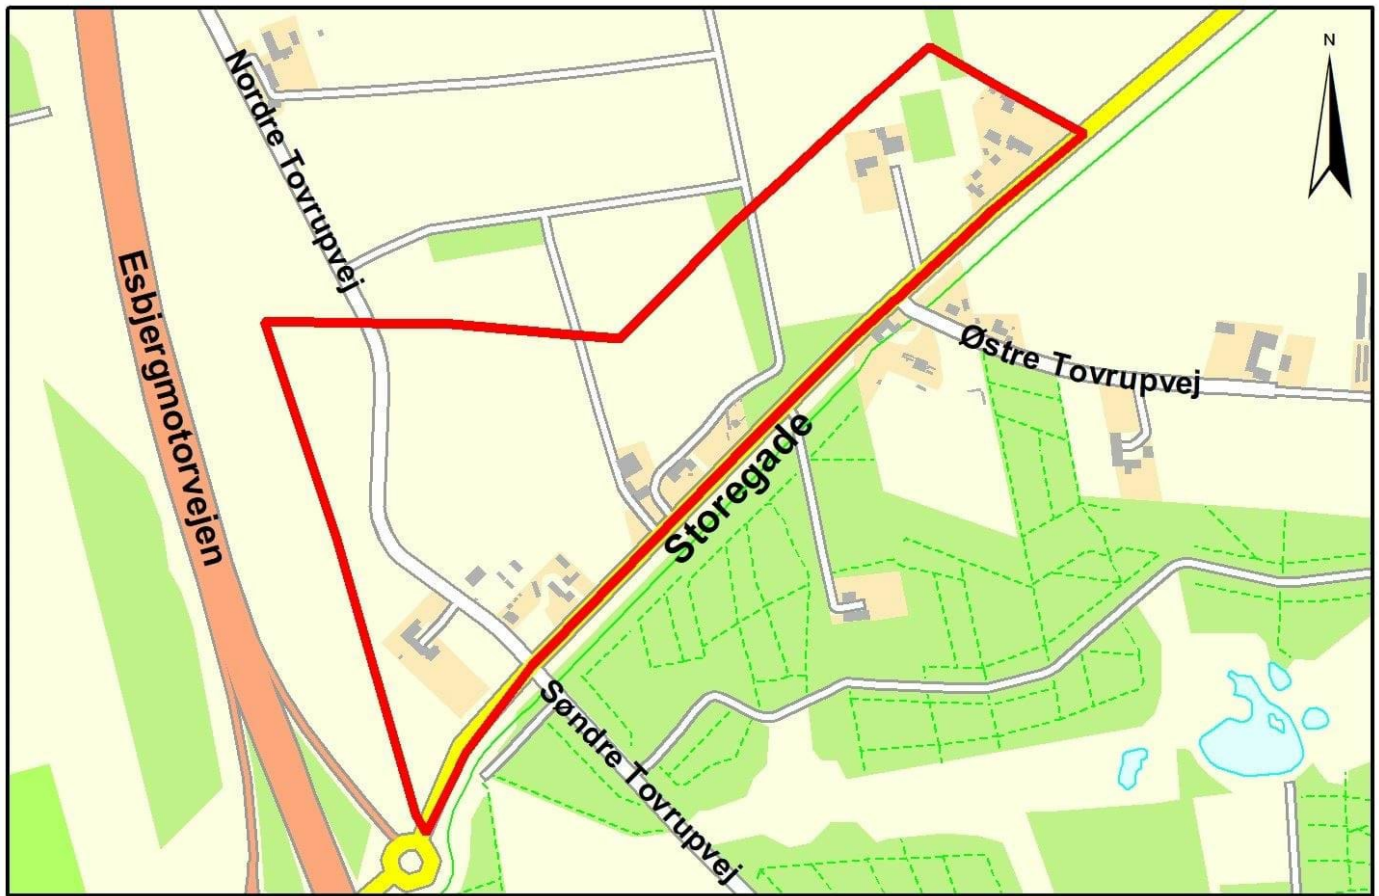 N
Nordre Tovrupvej
Esbjergmotorvejen
Østre Tovrupvej
Storegade
Søndre Tovrupvej